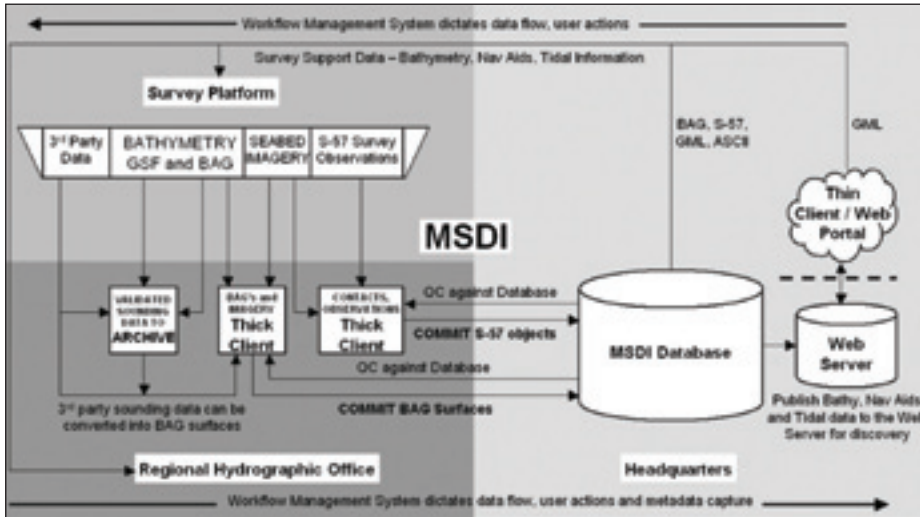 Workflow Management System dictates data flow, user actions
Survey Support Data – Bathymetry, Nav Aids, Tidal Information
Survey Platform
3rd Party
Data
BATHYMETRY
GSF and BAG
SEABED
IMAGERY
S-57 Survey
Observations
BAG, S-57,
GML, ASCII
GML
Thin
Client / Web
Portal
MSDI
VALIDATED
SOUNDING
DATA TO
ARCHIVE
BAG's and
IMAGERY
Thick
Client
CONTACTS,
OBSERVATIONS
Thick
Client
QC against Database
COMMIT S-57 objects
QC against Database
COMMIT BAG Surfaces
MSDI Database
Web
Server
3rd party sounding data can be
converted into BAG surfaces
Publish Bathy, Nav Aids
and Tidal data to the Web
Server for discovery
Regional Hydrographic Office
Headquarters
Workflow Management System dictates data flow, user actions and metadata capture